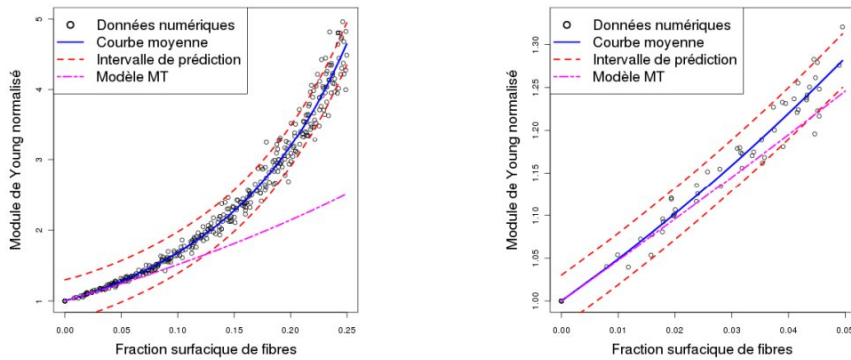 Données numériques
Courbe moyenne
Intervalle de prédiction
Modèle MT
Module de Young normalisé
5
4
3
2
1
0.00 0.05 0.10 0.15 0.20 0.25
Fraction surfacique de fibres
Données numériques
Courbe moyenne
Intervalle de prédiction
Modèle MT
Module de Young normalisé
1.30
1.25
1.20
1.15
1.10
1.05
1.00
0.00 0.01 0.02 0.03 0.04 0.05
Fraction surfacique de fibres